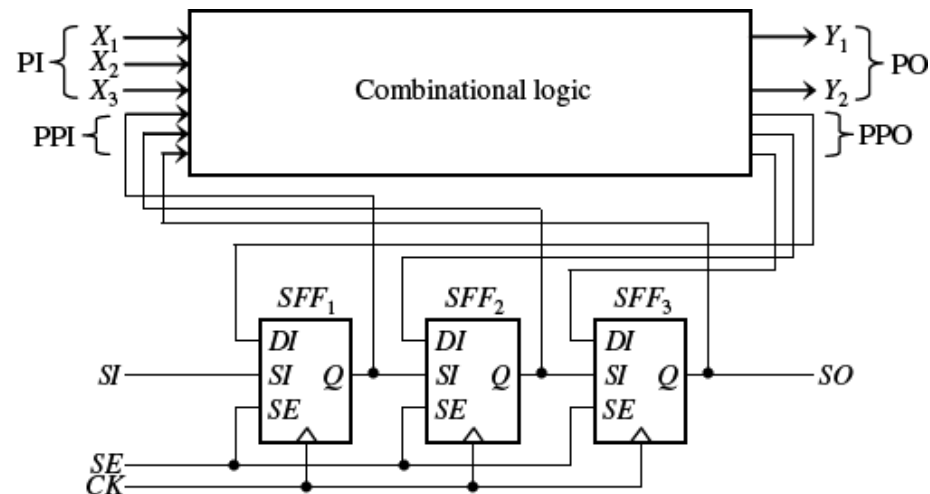 PI X₁ Y₁ PO
X₂
X₃ Combinational logic Y₂
PPI PPO
SFF₁ SFF₂ SFF₃
DI DI DI
SI SI Q SI Q SI Q SO
SE SE SE
SE
CK